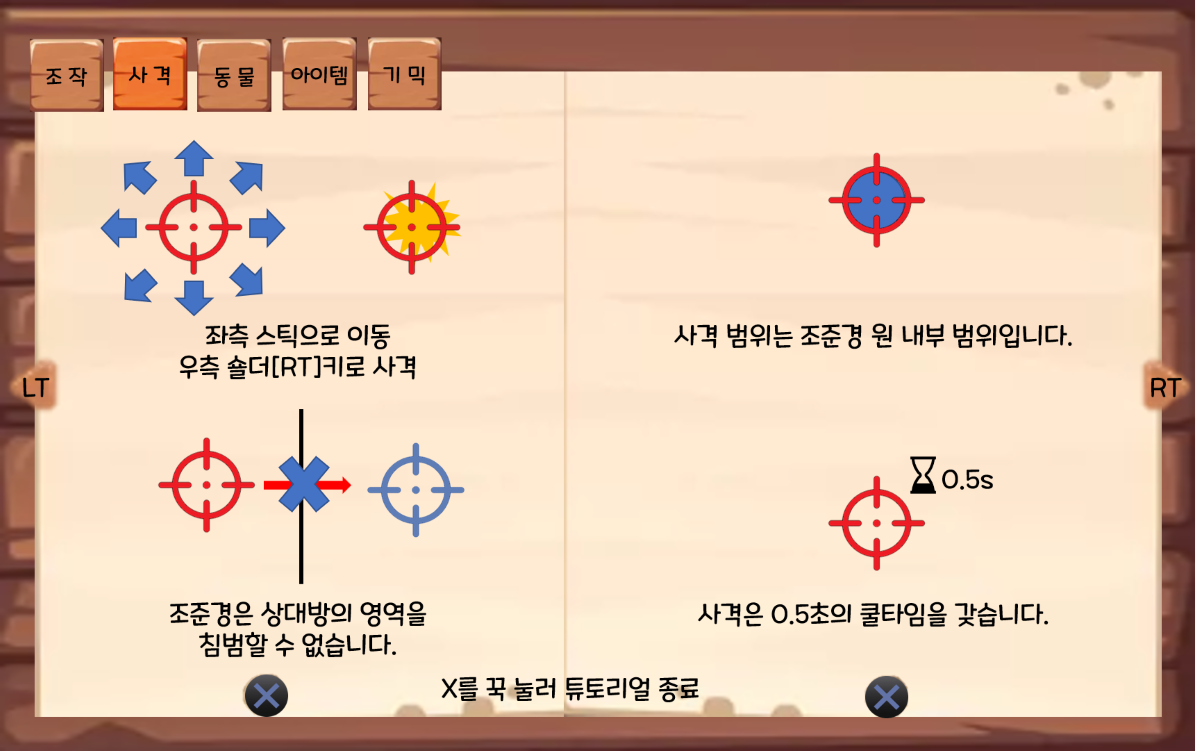 조 작
사 격
동 물
아이템
기 믹
좌측 스틱으로 이동
우측 숄더[RT]키로 사격
사격 범위는 조준경 원 내부 범위입니다.
LT
RT
0.5s
조준경은 상대방의 영역을
침범할 수 없습니다.
사격은 0.5초의 쿨타임을 갖습니다.
X를 꾹 눌러 튜토리얼 종료